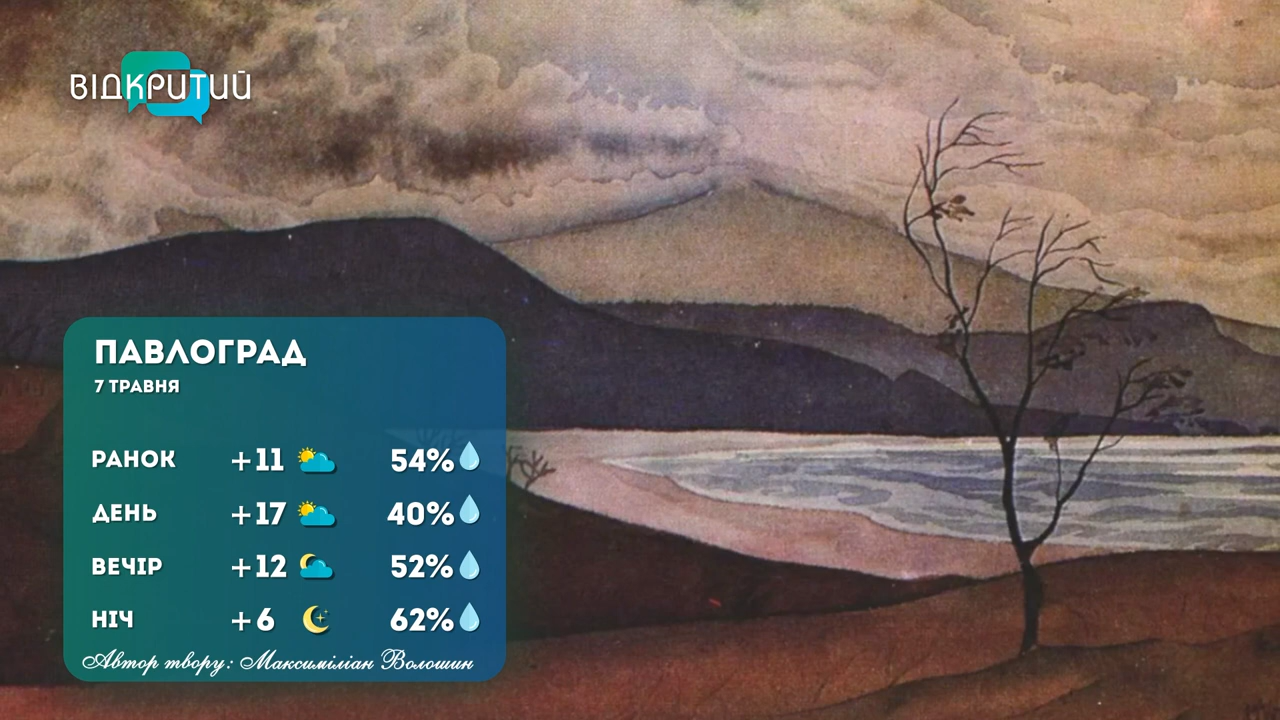 ВІДКРИТИЙ
ПАВЛОГРАД
7 ТРАВНЯ
РАНОК +11 54%
ДЕНЬ +17 40%
ВЕЧІР +12 52%
НІЧ +6 62%
Автор твору: Максиміліан Волошин